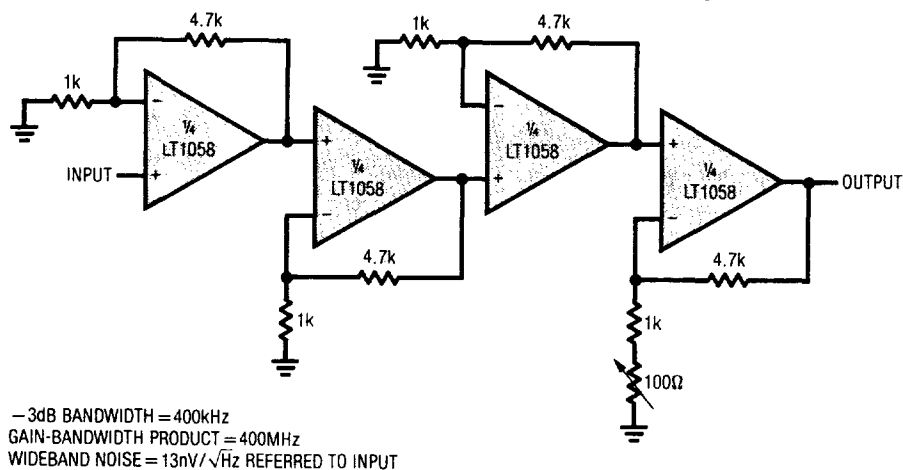 4.7k
1k
−
¼
LT1058
INPUT
+
+
¼
LT1058
−
4.7k
1k
1k
4.7k
−
¼
LT1058
+
+
¼
LT1058
OUTPUT
−
4.7k
1k
100Ω
−3dB BANDWIDTH = 400kHz
GAIN-BANDWIDTH PRODUCT = 400MHz
WIDEBAND NOISE = 13nV/√Hz REFERRED TO INPUT